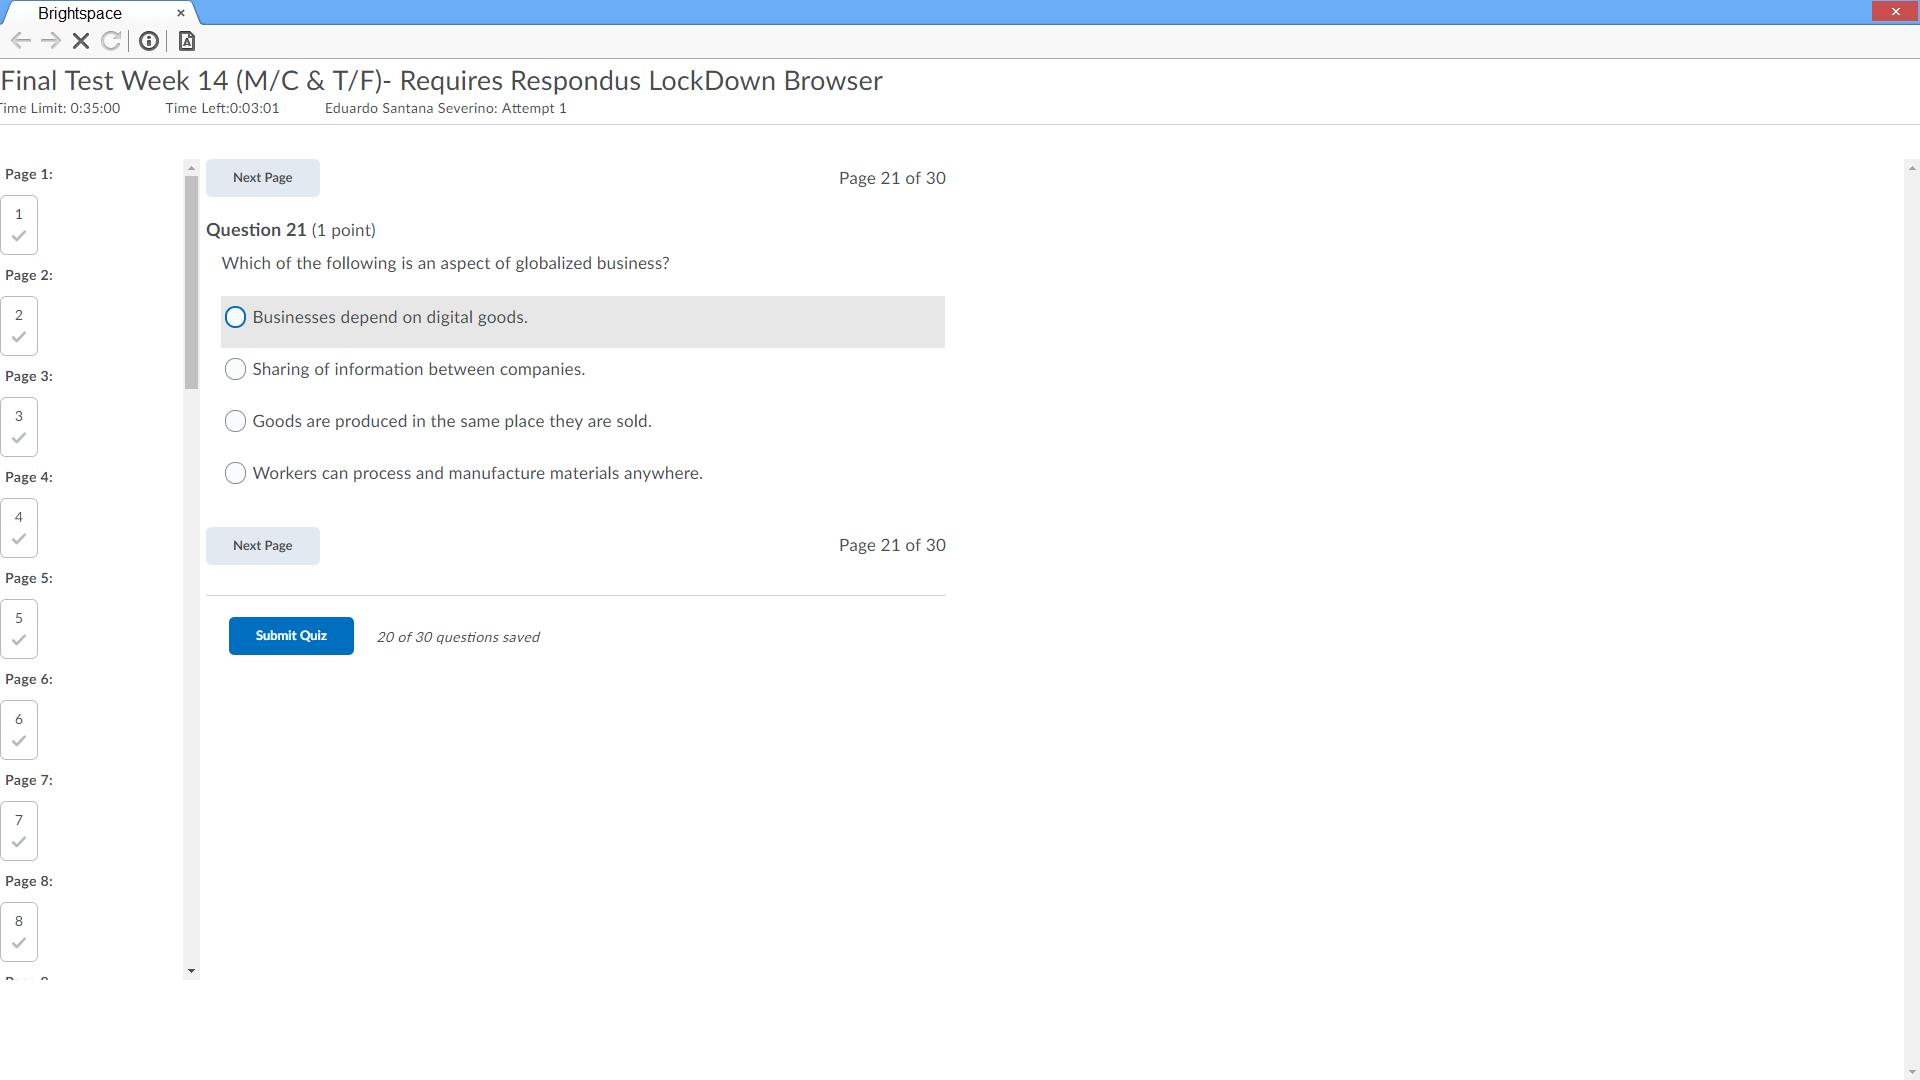 Brightspace
Final Test Week 14 (M/C & T/F)- Requires Respondus LockDown Browser
Time Limit: 0:35:00 Time Left:0:03:01 Eduardo Santana Severino: Attempt 1
Page 1:
1
Page 2:
2
Page 3:
3
Page 4:
4
Page 5:
5
Page 6:
6
Page 7:
7
Page 8:
8
Next Page
Page 21 of 30
Question 21 (1 point)
Which of the following is an aspect of globalized business?
Businesses depend on digital goods.
Sharing of information between companies.
Goods are produced in the same place they are sold.
Workers can process and manufacture materials anywhere.
Next Page
Page 21 of 30
Submit Quiz
20 of 30 questions saved